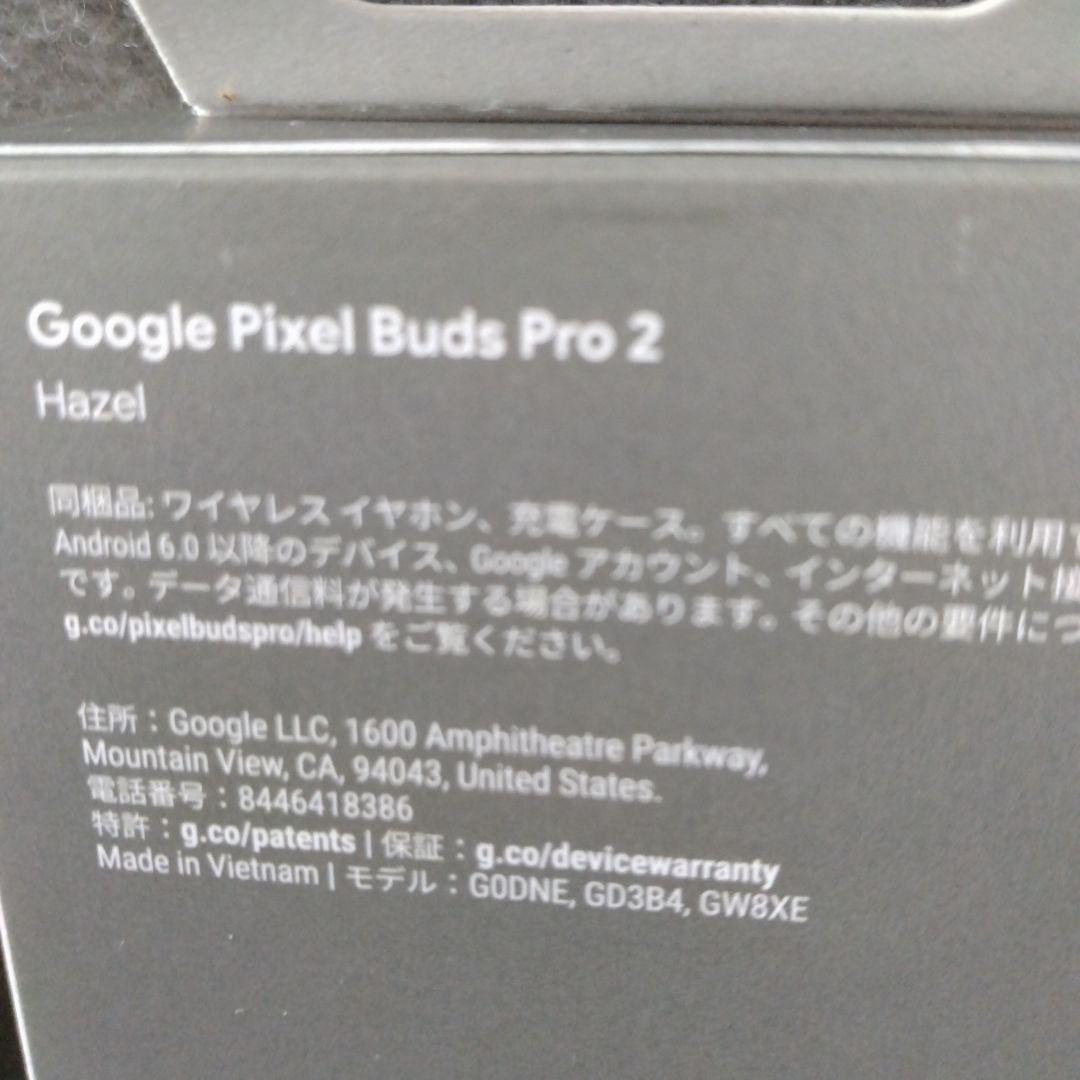 Google Pixel Buds Pro 2
Hazel
同梱品: ワイヤレス イヤホン、充電ケース。すべての機能を利用
Android 6.0 以降のデバイス、Google アカウント、インターネット
です。データ通信料が発生する場合があります。その他の要件につ
g.co/pixelbudspro/help をご覧ください。
住所：Google LLC, 1600 Amphitheatre Parkway,
Mountain View, CA, 94043, United States.
電話番号：8446418386
特許：g.co/patents | 保証：g.co/devicewarranty
Made in Vietnam | モデル：G0DNE, GD3B4, GW8XE